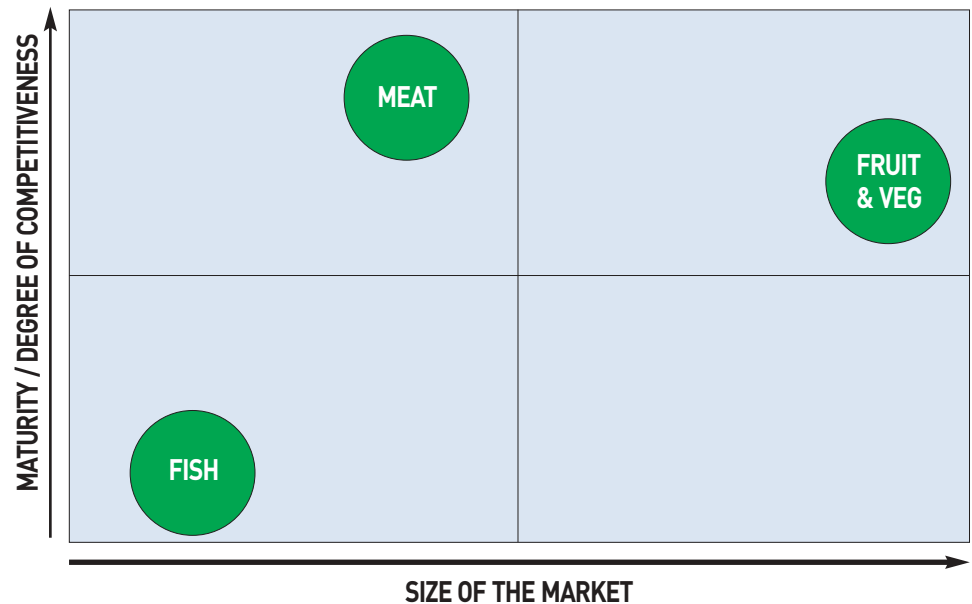 MATURITY / DEGREE OF COMPETITIVENESS
MEAT
FRUIT
& VEG
FISH
SIZE OF THE MARKET